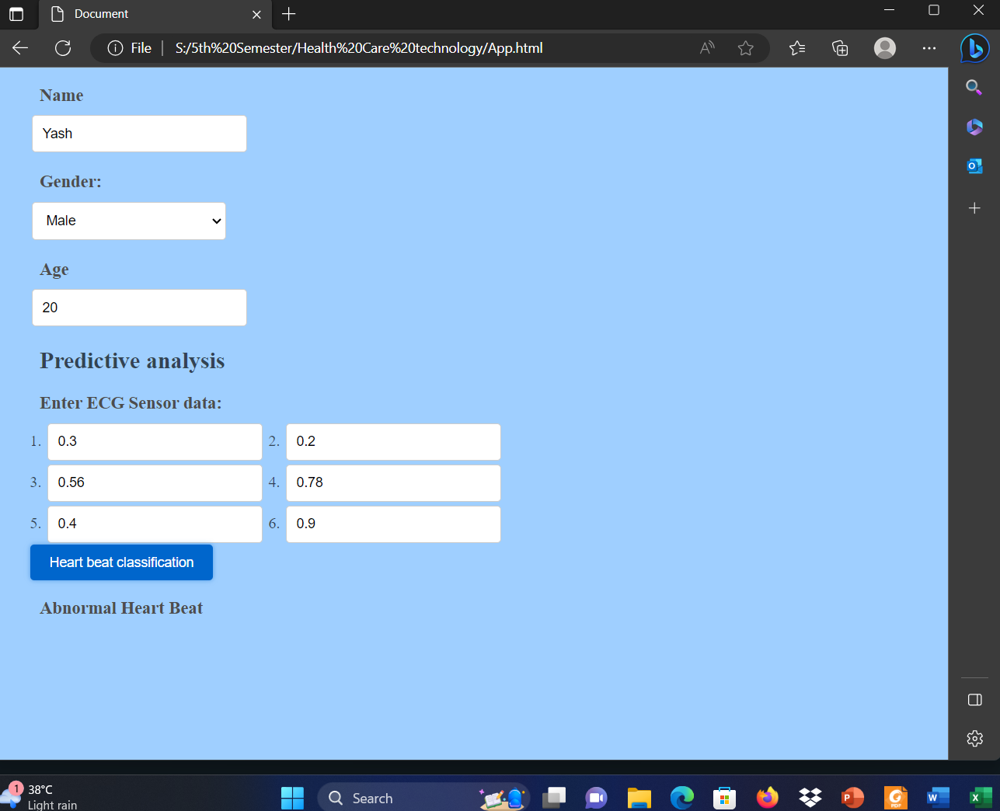 Document
File
S:/5th%20Semester/Health%20Care%20technology/App.html
Name
Yash
Gender:
Male
Age
20
Predictive analysis
Enter ECG Sensor data:
1. 0.3 2. 0.2
3. 0.56 4. 0.78
5. 0.4 6. 0.9
Heart beat classification
Abnormal Heart Beat
1
38°C
Light rain
Search